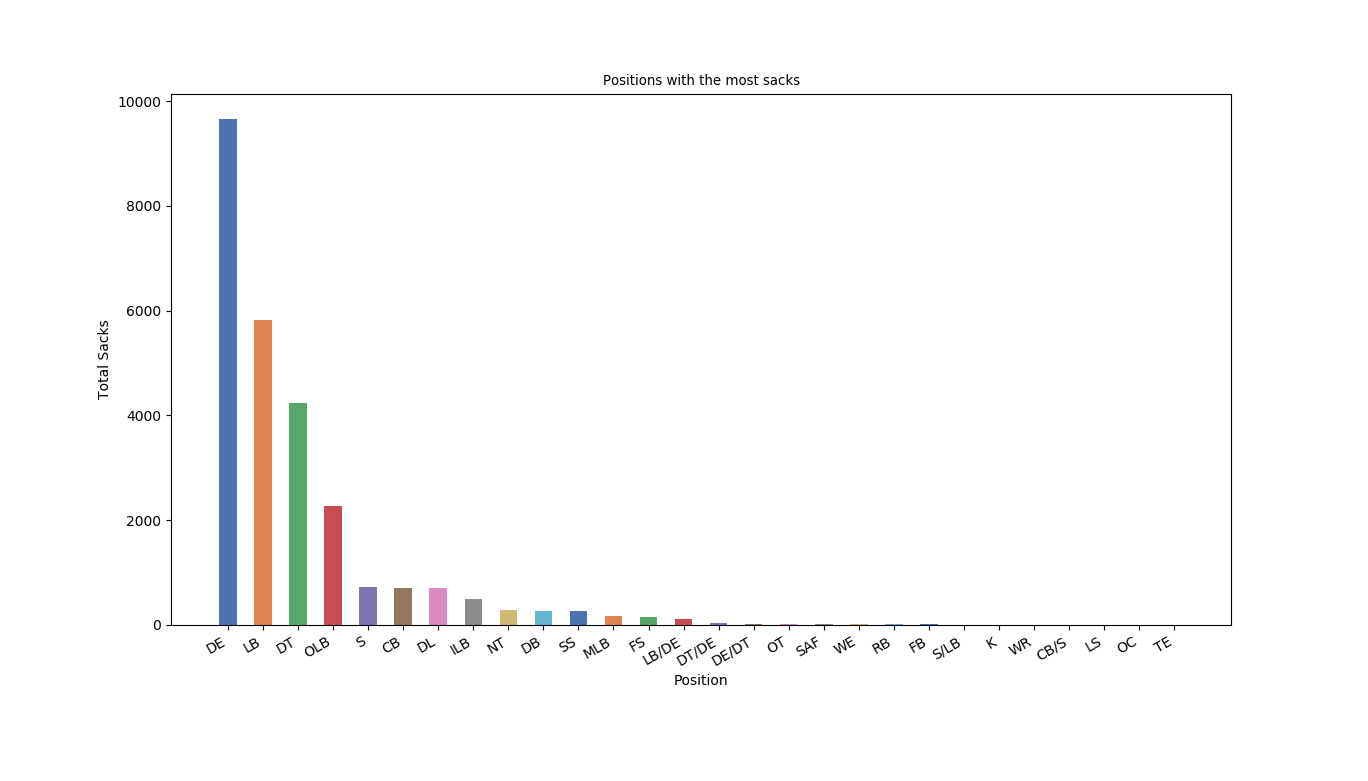 Positions with the most sacks
10000
8000
6000
4000
2000
0
Total Sacks
DE LB DT OLB S CB DL ILB NT DB SS MLB FS LB/DE DT/DE DE/DT OT SAF WE RB FB S/LB K WR CB/S LS OC TE
Position